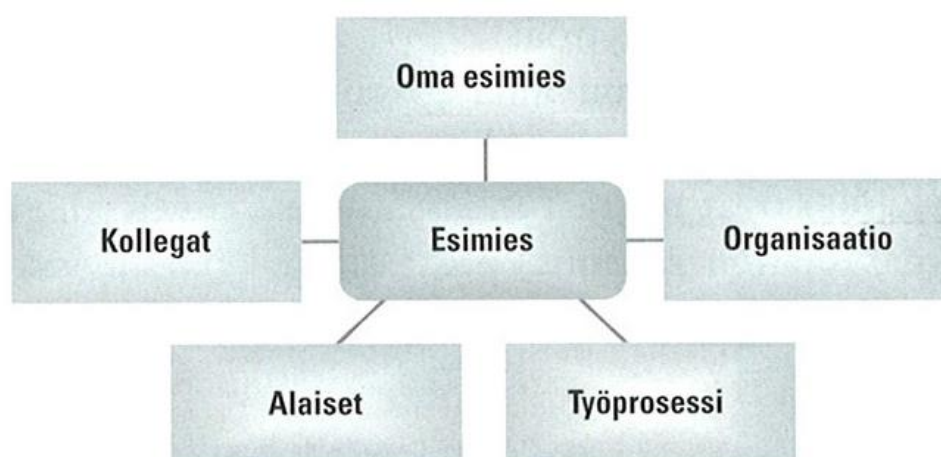 Oma esimies
Kollegat
Esimies
Organisaatio
Alaiset
Työprosessi